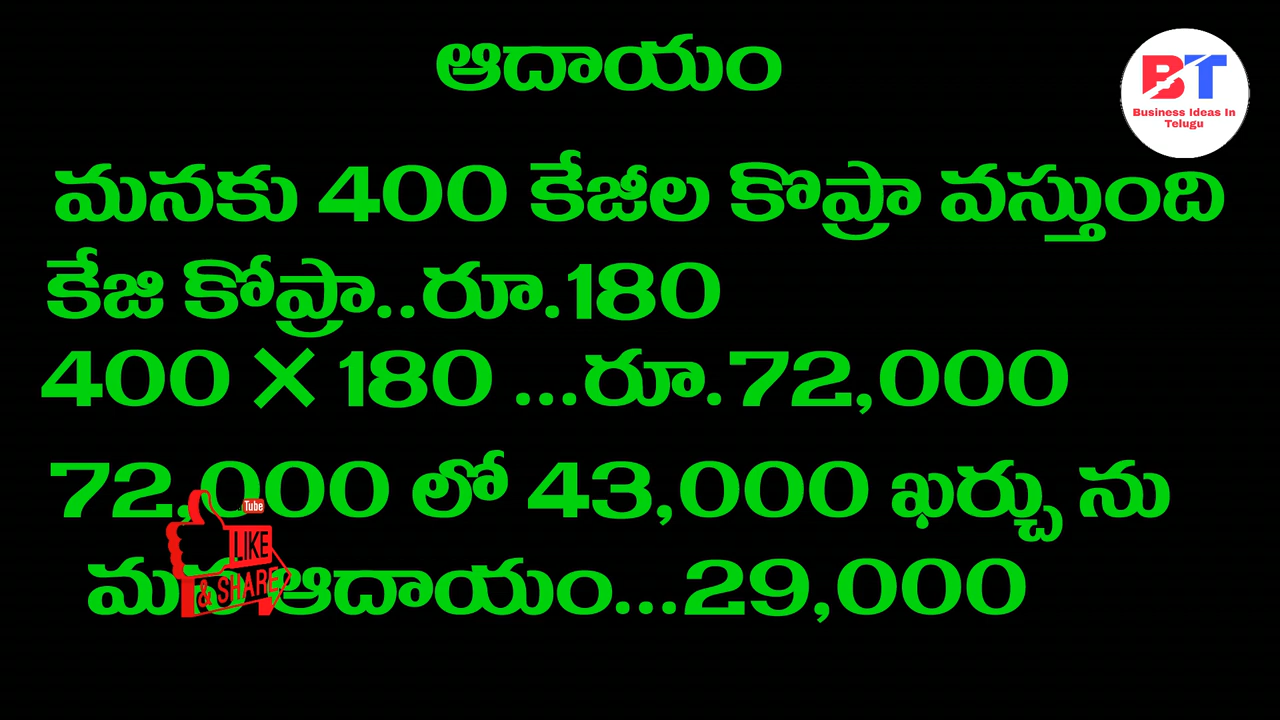 ఆదాయం
BT
Business Ideas In
Telugu
మనకు 400 కేజీల కొప్రా వస్తుంది
కేజి కోప్రా..రూ.180
400 × 180 ...రూ.72,000
72,000 లో 43,000 ఖర్చు ను
Tube
LIKE
& SHARE
ఆదాయం...29,000